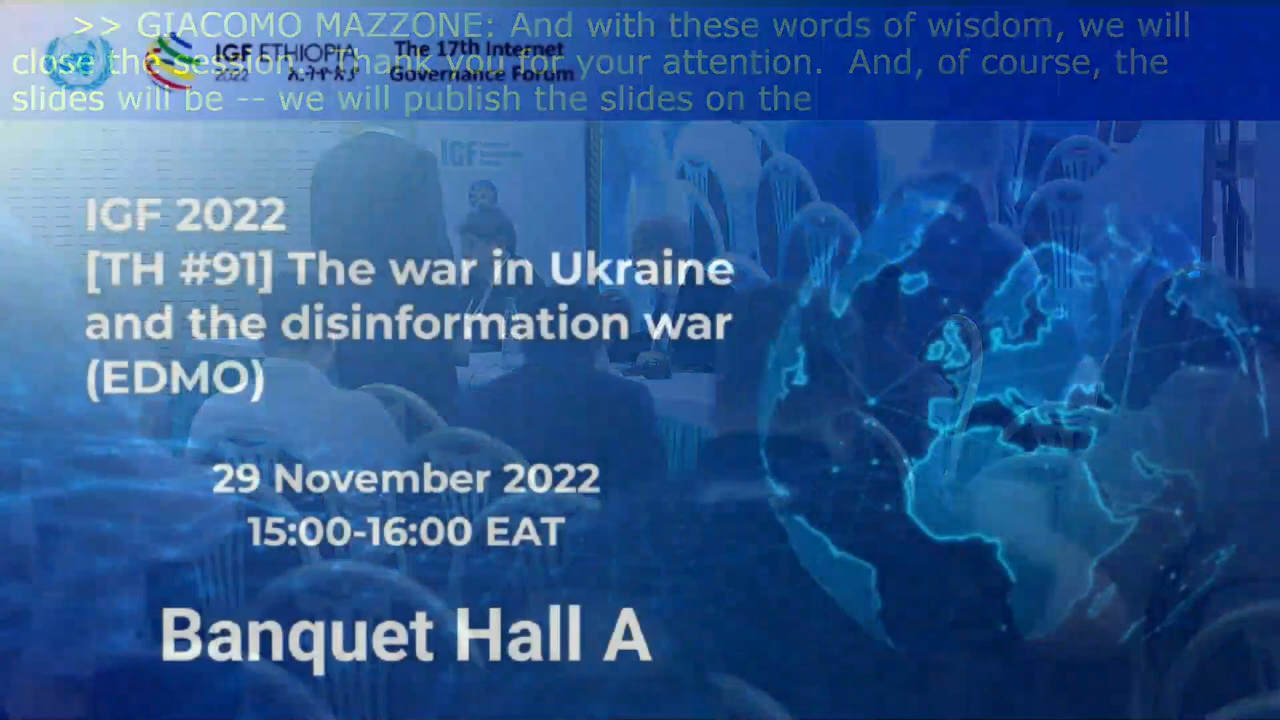 >> GIACOMO MAZZONE: And with these words of wisdom, we will
close the session. Thank you for your attention. And, of course, the
slides will be -- we will publish the slides on the
IGF ETHIOPIA
2022 ኢትዮጵያ
The 17th Internet
Governance Forum
IGF
IGF 2022
[TH #91] The war in Ukraine
and the disinformation war
(EDMO)
29 November 2022
15:00-16:00 EAT
Banquet Hall A